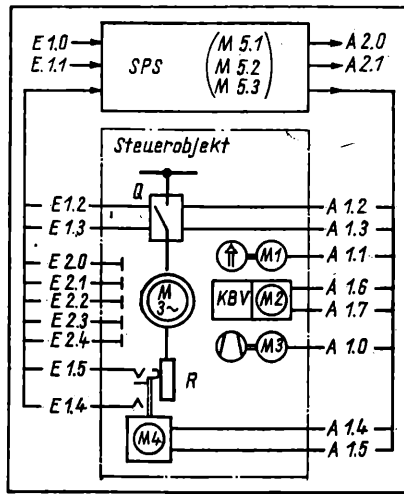 E 1.0
E 1.1
SPS
(M 5.1
M 5.2
M 5.3)
A 2.0
A 2.1
Steuerobjekt
Q
E 1.2
E 1.3
E 2.0
E 2.1
E 2.2
E 2.3
E 2.4
E 1.5
E 1.4
M
3~
R
M4
M1
KBV M2
M3
A 1.2
A 1.3
A 1.1
A 1.6
A 1.7
A 1.0
A 1.4
A 1.5